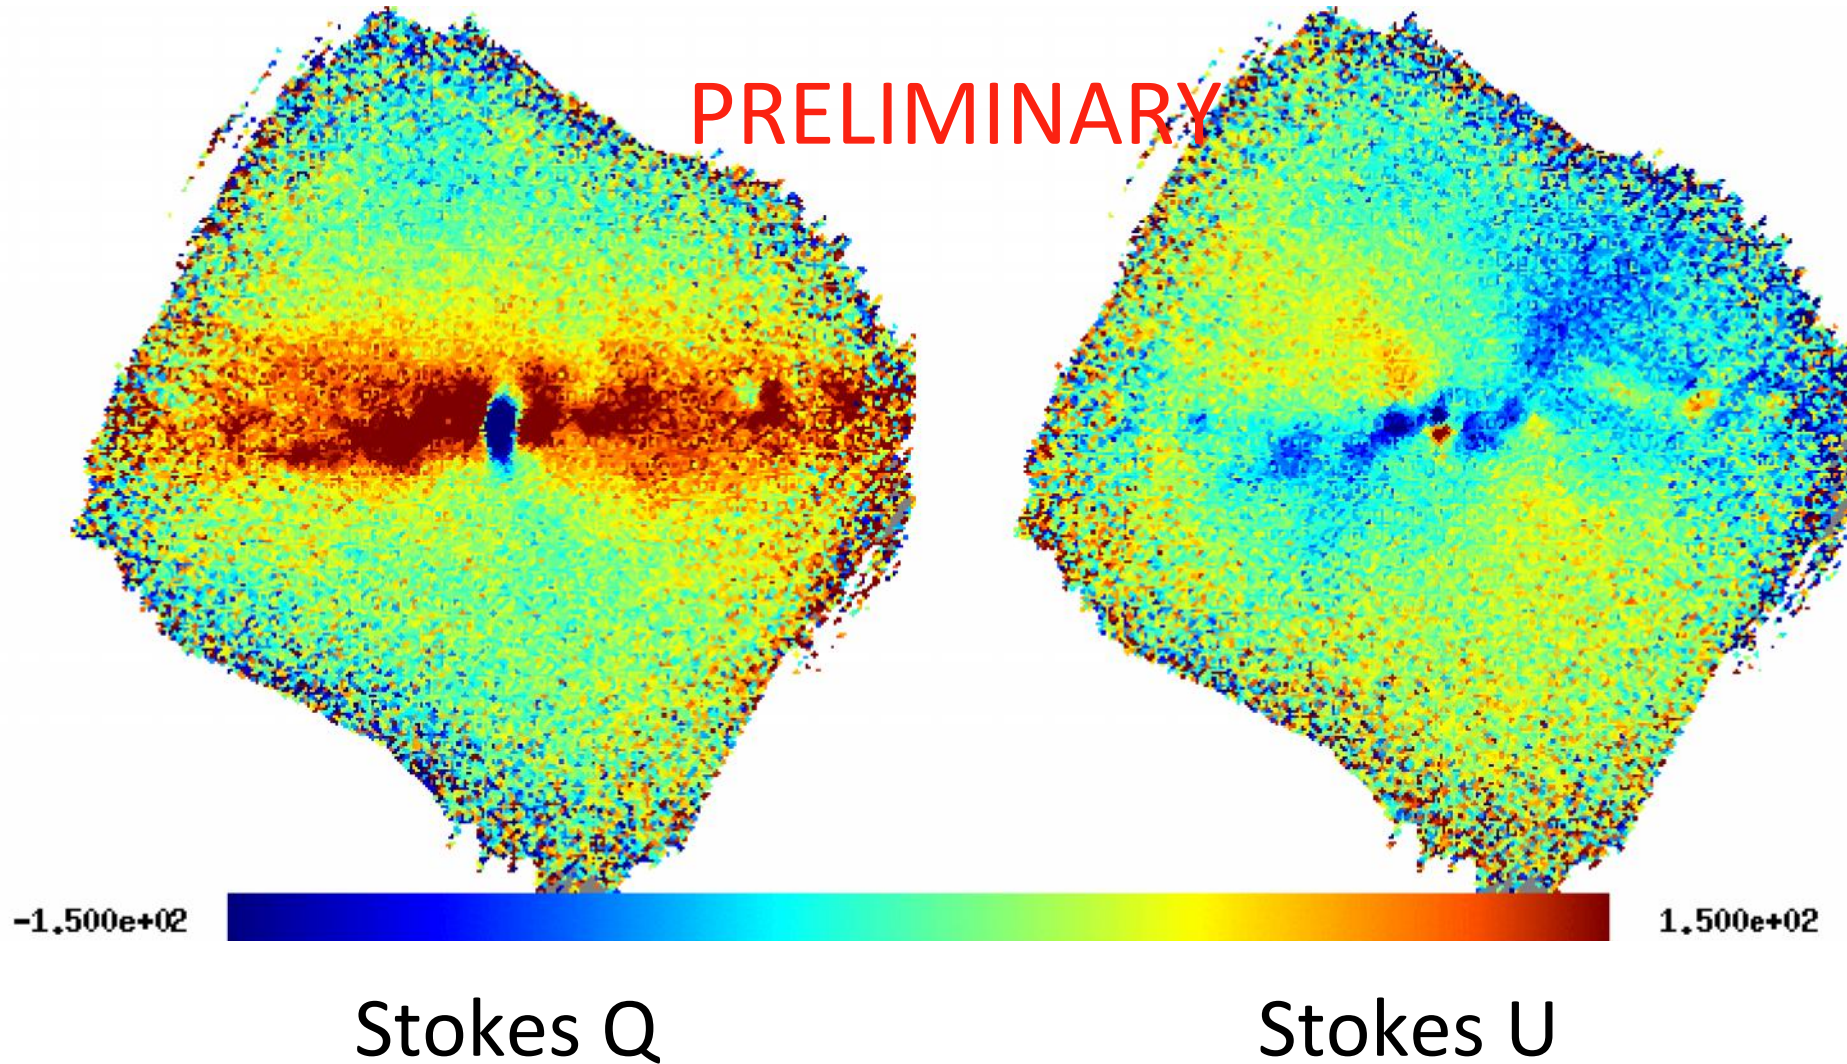 PRELIMINARY
-1.500e+02
1.500e+02
Stokes Q
Stokes U